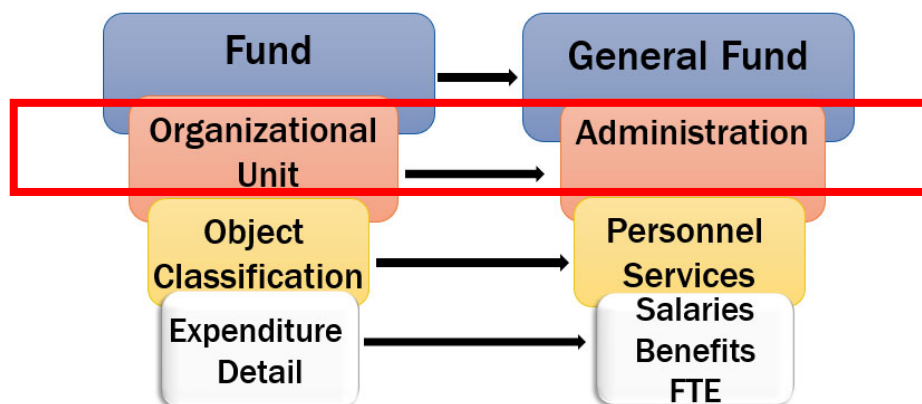 Fund
General Fund
Organizational
Unit
Administration
Object
Classification
Personnel
Services
Expenditure
Detail
Salaries
Benefits
FTE